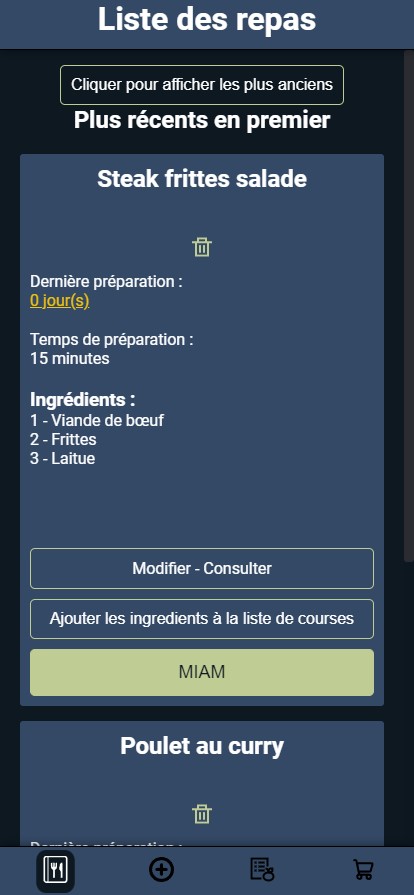 Liste des repas
Cliquer pour afficher les plus anciens
Plus récents en premier
Steak frittes salade
Dernière préparation :
0 jour(s)
Temps de préparation :
15 minutes
Ingrédients :
1 - Viande de bœuf
2 - Frittes
3 - Laitue
Modifier - Consulter
Ajouter les ingredients à la liste de courses
MIAM
Poulet au curry
Dernière préparation :